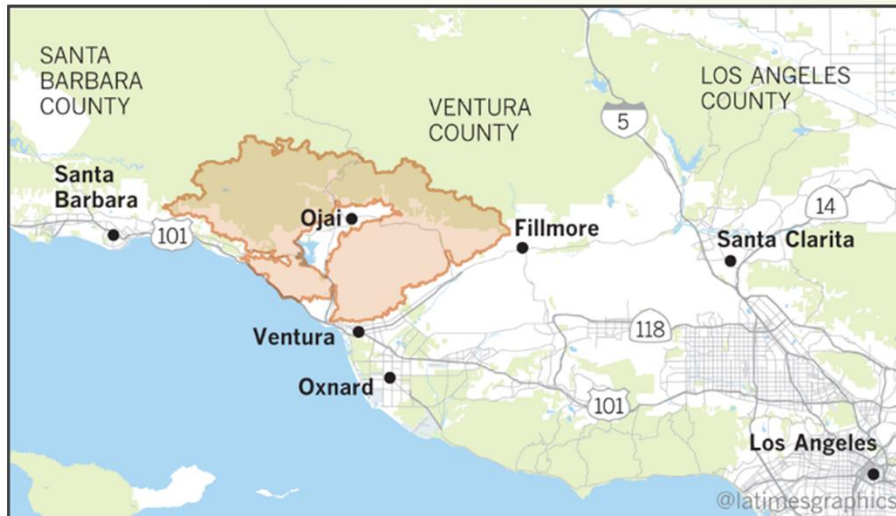 SANTA
BARBARA
COUNTY
VENTURA
COUNTY
LOS ANGELES
COUNTY
5
Santa
Barbara
101
Ojai
Fillmore
14
Santa Clarita
Ventura
118
Oxnard
101
Los Angeles
@latimesgraphics